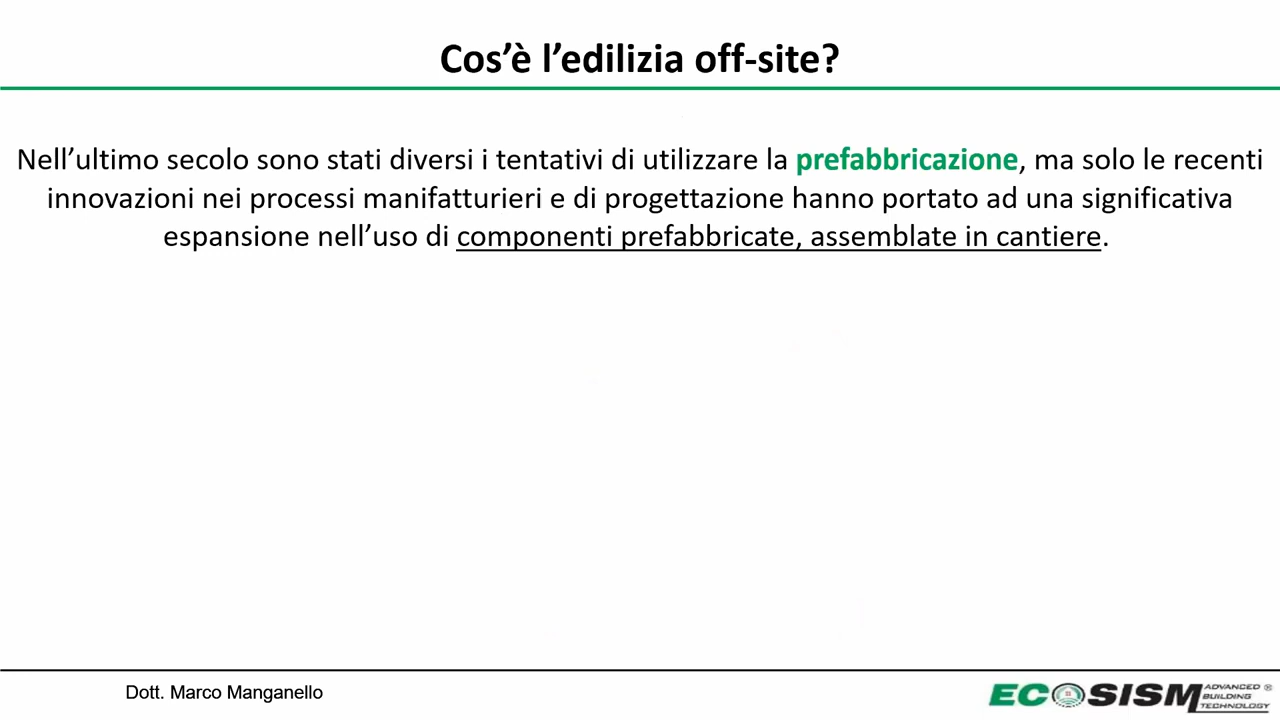 Cos’è l’edilizia off-site?
Nell’ultimo secolo sono stati diversi i tentativi di utilizzare la prefabbricazione, ma solo le recenti
innovazioni nei processi manifatturieri e di progettazione hanno portato ad una significativa
espansione nell’uso di componenti prefabbricate, assemblate in cantiere.
Dott. Marco Manganello
ECOSISM ADVANCED ®
BUILDING
TECHNOLOGY